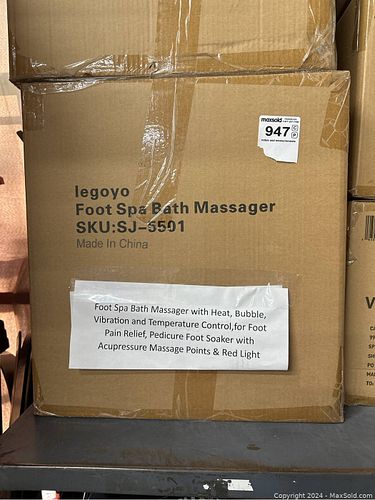 maxsold
947
legoyo
Foot Spa Bath Massager
SKU:SJ-5501
Made In China
Foot Spa Bath Massager with Heat, Bubble,
Vibration and Temperature Control,for Foot
Pain Relief, Pedicure Foot Soaker with
Acupressure Massage Points & Red Light
V
©Copyright 2024 - MaxSold.com